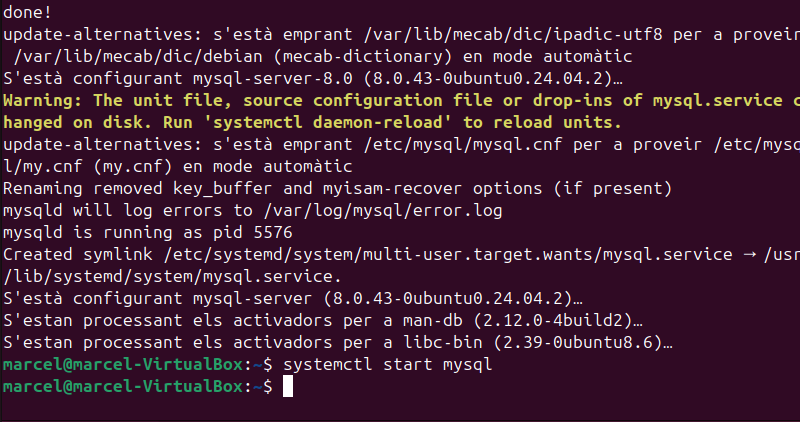 done!
update-alternatives: s'està emprant /var/lib/mecab/dic/ipadic-utf8 per a proveir
 /var/lib/mecab/dic/debian (mecab-dictionary) en mode automàtic
S'està configurant mysql-server-8.0 (8.0.43-0ubuntu0.24.04.2)…
Warning: The unit file, source configuration file or drop-ins of mysql.service c
hanged on disk. Run 'systemctl daemon-reload' to reload units.
update-alternatives: s'està emprant /etc/mysql/mysql.cnf per a proveir /etc/mysq
l/my.cnf (my.cnf) en mode automàtic
Renaming removed key_buffer and myisam-recover options (if present)
mysqld will log errors to /var/log/mysql/error.log
mysqld is running as pid 5576
Created symlink /etc/systemd/system/multi-user.target.wants/mysql.service → /usr
/lib/systemd/system/mysql.service.
S'està configurant mysql-server (8.0.43-0ubuntu0.24.04.2)…
S'estan processant els activadors per a man-db (2.12.0-4build2)…
S'estan processant els activadors per a libc-bin (2.39-0ubuntu8.6)…
marcel@marcel-VirtualBox:~$ systemctl start mysql
marcel@marcel-VirtualBox:~$